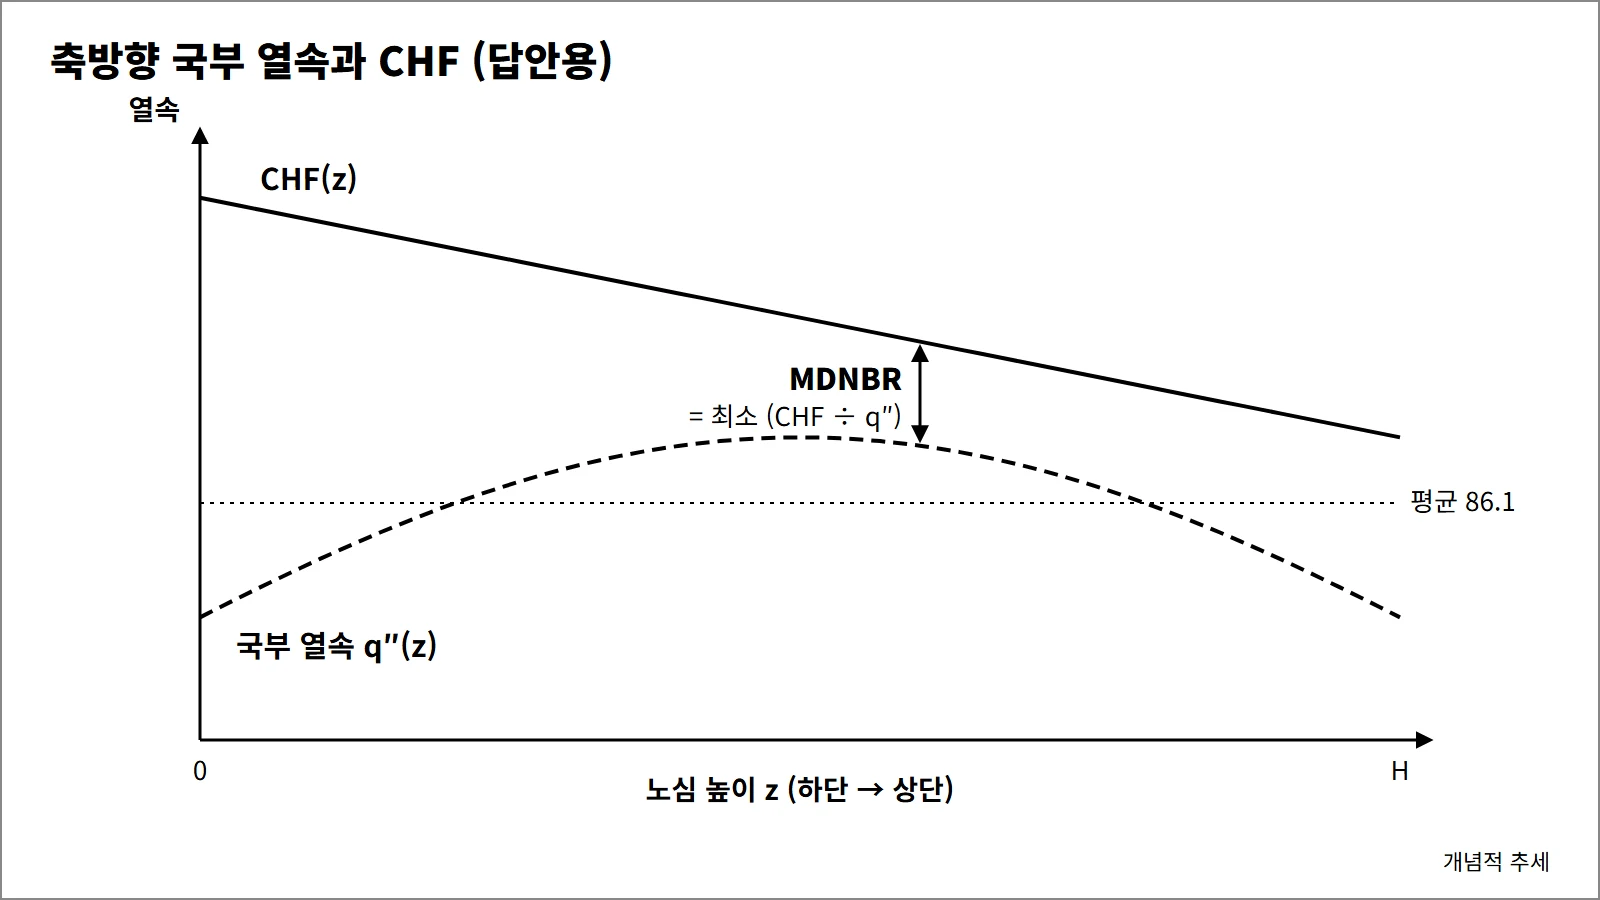 축방향 국부 열속과 CHF (답안용)
열속
CHF(z)
MDNBR
= 최소 (CHF ÷ q″)
평균 86.1
국부 열속 q″(z)
0
H
노심 높이 z (하단 → 상단)
개념적 추세